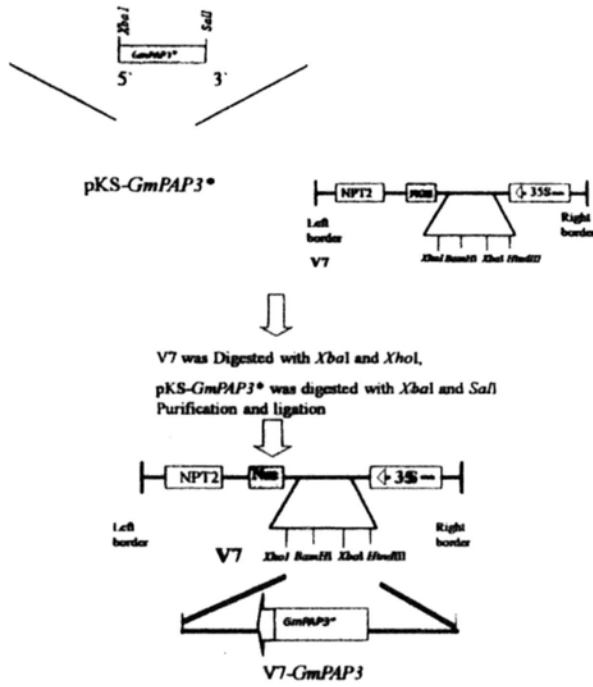 XbaI SalI
GmPAP3*
5` 3`
pKS-GmPAP3*
NPT2 35S
Left border
Right border
V7
XhoI BamHI XbaI HindIII
V7 was Digested with XbaI and XhoI,
pKS-GmPAP3* was digested with XbaI and SalI
Purification and ligation
NPT2 Nos 35S
Left border
Right border
V7
XhoI BamHI XbaI HindIII
GmPAP3*
V7-GmPAP3